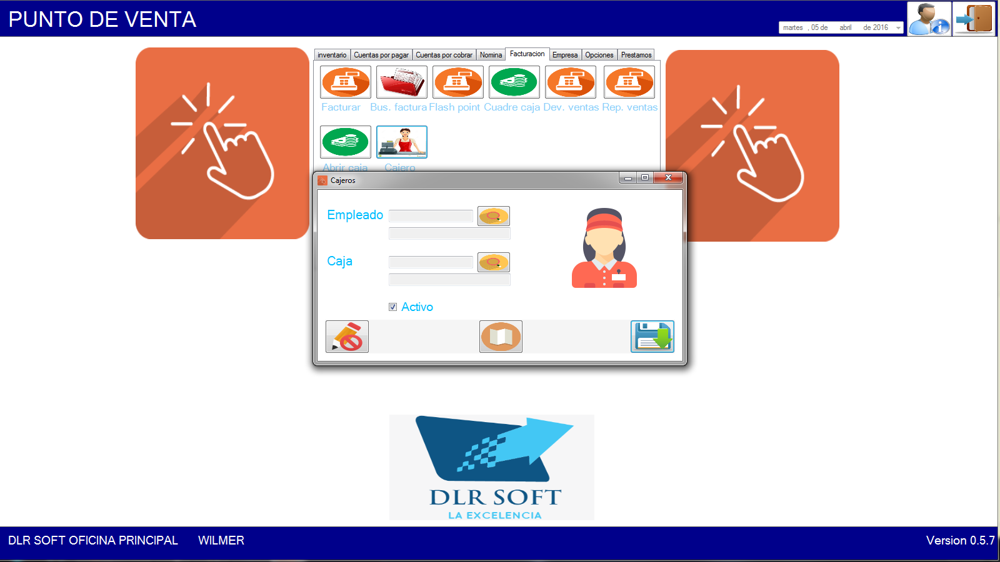 PUNTO DE VENTA
martes , 05 de abril de 2016
inventario Cuentas por pagar Cuentas por cobrar Nomina Facturacion Empresa Opciones Prestamos
Facturar Bus. factura Flash point Cuadre caja Dev. ventas Rep. ventas
Abrir caja Cajero
Cajeros
Empleado
Caja
Activo
DLR SOFT
LA EXCELENCIA
DLR SOFT OFICINA PRINCIPAL WILMER Version 0.5.7